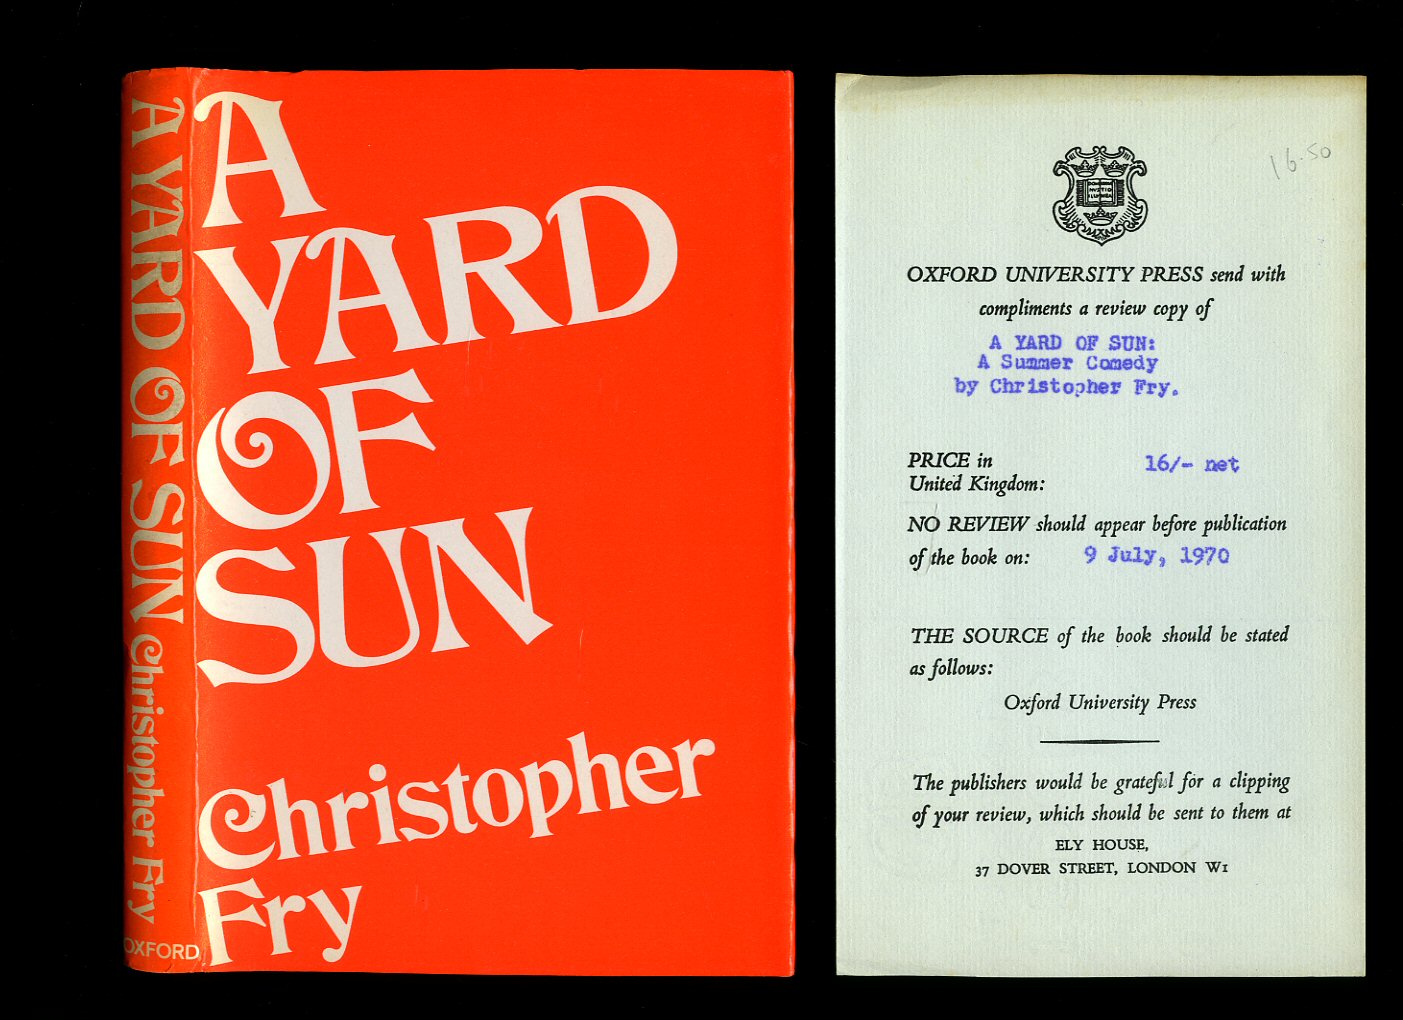 A YARD OF SUN Christopher Fry
OXFORD
A
YARD
OF
SUN
Christopher
Fry
16.50
OXFORD UNIVERSITY PRESS send with
compliments a review copy of
A YARD OF SUN:
A Summer Comedy
by Christopher Fry.
PRICE in
United Kingdom:
16/- net
NO REVIEW should appear before publication
of the book on: 9 July, 1970
THE SOURCE of the book should be stated
as follows:
Oxford University Press
The publishers would be grateful for a clipping
of your review, which should be sent to them at
ELY HOUSE,
37 DOVER STREET, LONDON W1